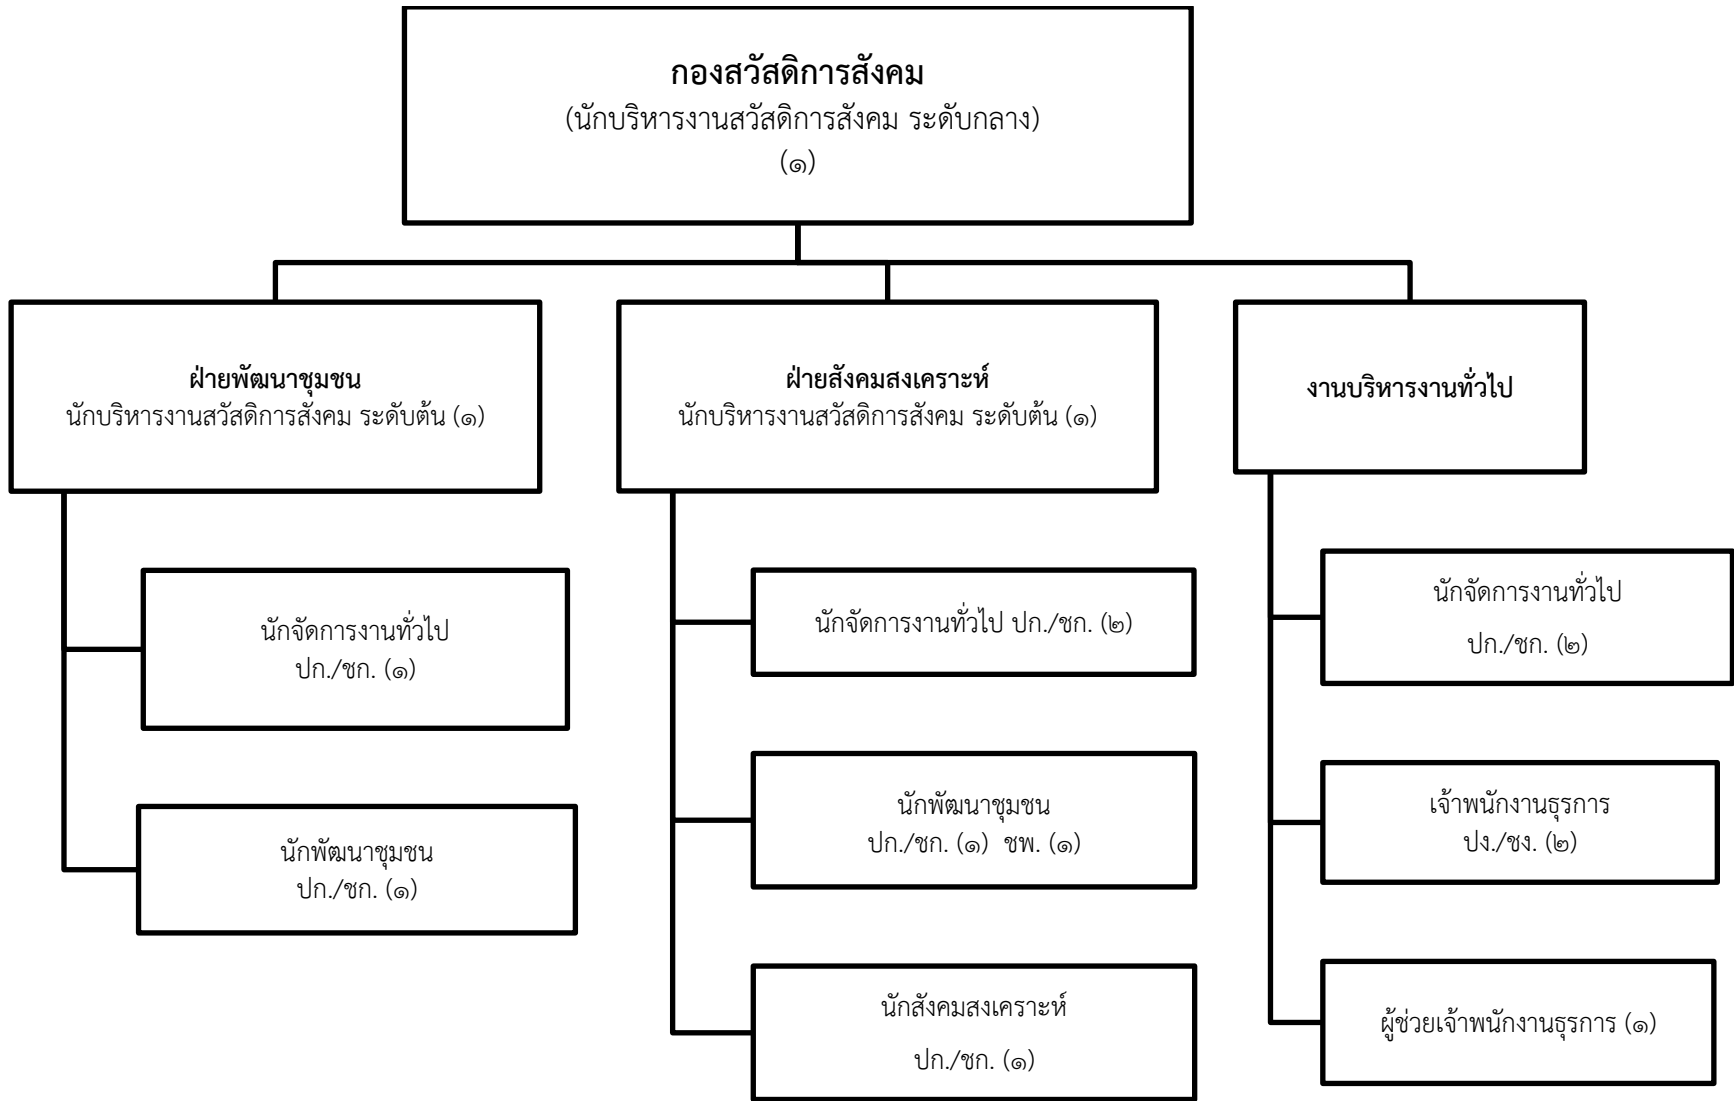 กองสวัสดิการสังคม
(นักบริหารงานสวัสดิการสังคม ระดับกลาง)
(๑)
ฝ่ายพัฒนาชุมชน
นักบริหารงานสวัสดิการสังคม ระดับต้น (๑)
ฝ่ายสังคมสงเคราะห์
นักบริหารงานสวัสดิการสังคม ระดับต้น (๑)
งานบริหารงานทั่วไป
นักจัดการงานทั่วไป
ปก./ชก. (๑)
นักพัฒนาชุมชน
ปก./ชก. (๑)
นักจัดการงานทั่วไป ปก./ชก. (๒)
นักพัฒนาชุมชน
ปก./ชก. (๑)  ชพ. (๑)
นักสังคมสงเคราะห์
ปก./ชก. (๑)
นักจัดการงานทั่วไป
ปก./ชก. (๒)
เจ้าพนักงานธุรการ
ปง./ชง. (๒)
ผู้ช่วยเจ้าพนักงานธุรการ (๑)